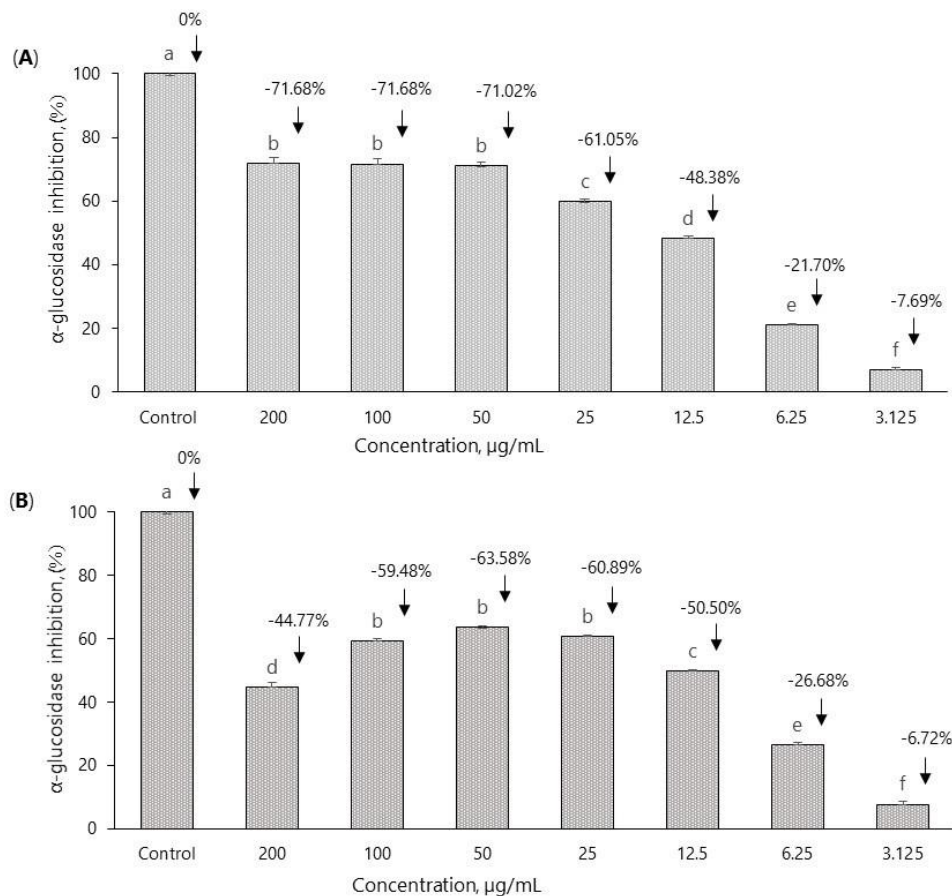 (A)
0%
a
-71.68%
-71.68%
-71.02%
-61.05%
-48.38%
-21.70%
-7.69%
b
b
b
c
d
e
f
α-glucosidase inhibition, (%)
100
80
60
40
20
0
Control 200 100 50 25 12.5 6.25 3.125
Concentration, µg/mL
(B)
0%
a
-44.77%
-59.48%
-63.58%
-60.89%
-50.50%
-26.68%
-6.72%
d
b
b
b
c
e
f
α-glucosidase inhibition, (%)
100
80
60
40
20
0
Control 200 100 50 25 12.5 6.25 3.125
Concentration, µg/mL